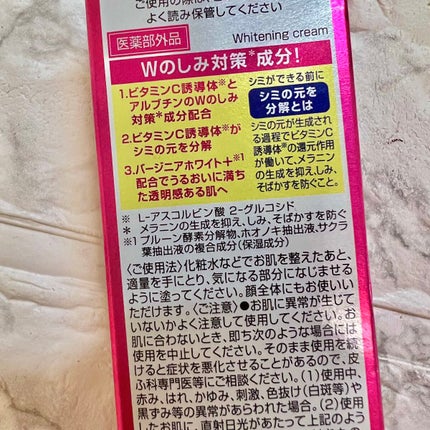 ご使用の際は、
よく読み保管してください
医薬部外品
Whitening cream
Wのしみ対策*成分!
1.ビタミンC誘導体※と
アルブチンのWのしみ
対策*成分配合
2.ビタミンC誘導体※が
シミの元を分解
3.バージニアホワイト+※1
配合でうるおいに満ち
た透明感ある肌へ
シミができる前に
シミの元を
分解とは
シミの元が生成され
る過程でビタミンC
誘導体※の還元作用
が働いて、メラニン
の生成を抑え、しみ、
そばかすを防ぐこと。
※ L-アスコルビン酸 2-グルコシド
* メラニンの生成を抑え、しみ、そばかすを防ぐ
※1 プルーン酵素分解物、ホオノキ抽出液、サクラ
葉抽出液の複合成分(保湿成分)
〈ご使用法〉化粧水などでお肌を整えたあと、
適量を手にとり、気になる部分になじませる
ように塗ってください。顔全体にもお使いい
ただけます。〈ご注意〉●お肌に異常が生じて
いないかよく注意して使用してください。お
肌に合わないとき、即ち次のような場合には
使用を中止してください。そのまま使用を続
けると症状を悪化させることがあるので、皮
ふ科専門医等にご相談ください。(1)使用中、
赤み、はれ、かゆみ、刺激、色抜け(白斑等)や
黒ずみ等の異常があらわれた場合。(2)使用
したお肌に、直射日光があたって上記のよう